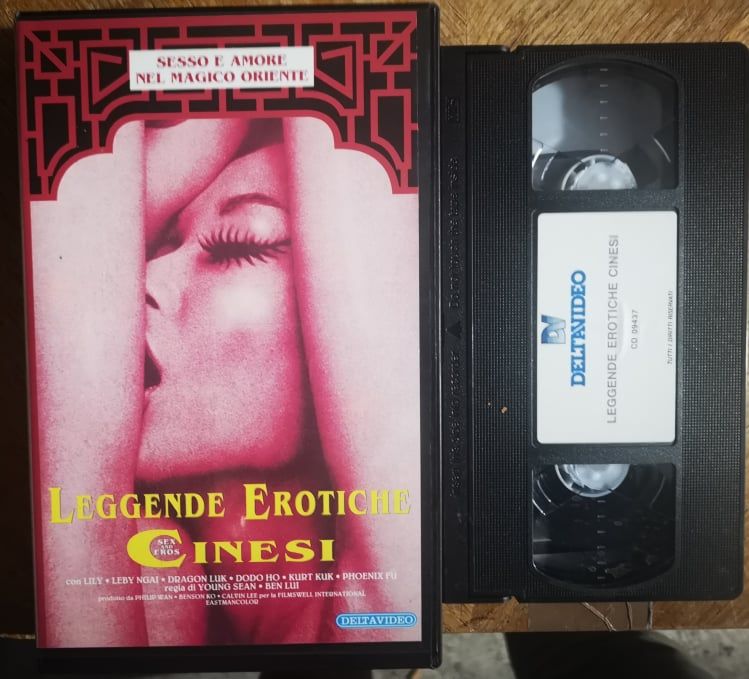 SESSO E AMORE
NEL MAGICO ORIENTE
LEGGENDE EROTICHE
SEX
AND
EROS
CINESI
con LILY • LEBY NGAI • DRAGON LUK • DODO HO • KURT KUK • PHOENIX FU
regia di YOUNG SEAN • BEN LUI
prodotto da PHILIP WAN • BENSON KO • CALVIN LEE per la FILMSWELL INTERNATIONAL
EASTMANCOLOR
DELTAVIDEO
DV
DELTAVIDEO
LEGGENDE EROTICHE CINESI
CD 09437
TUTTI I DIRITTI RISERVATI